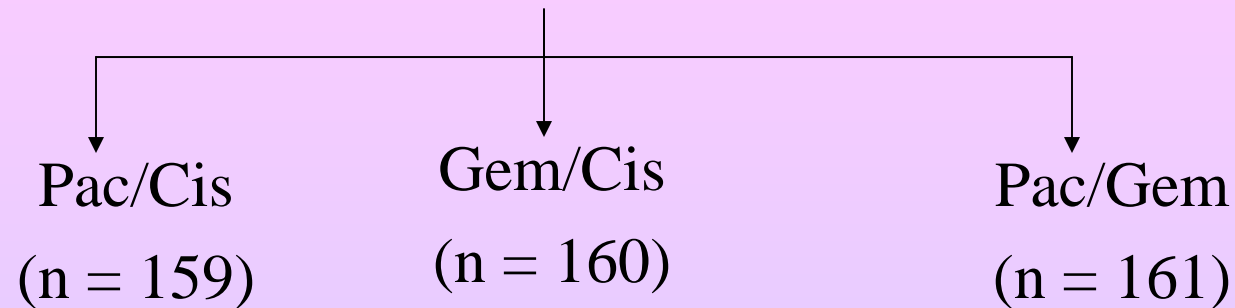 Pac/Cis
(n = 159)
Gem/Cis
(n = 160)
Pac/Gem
(n = 161)